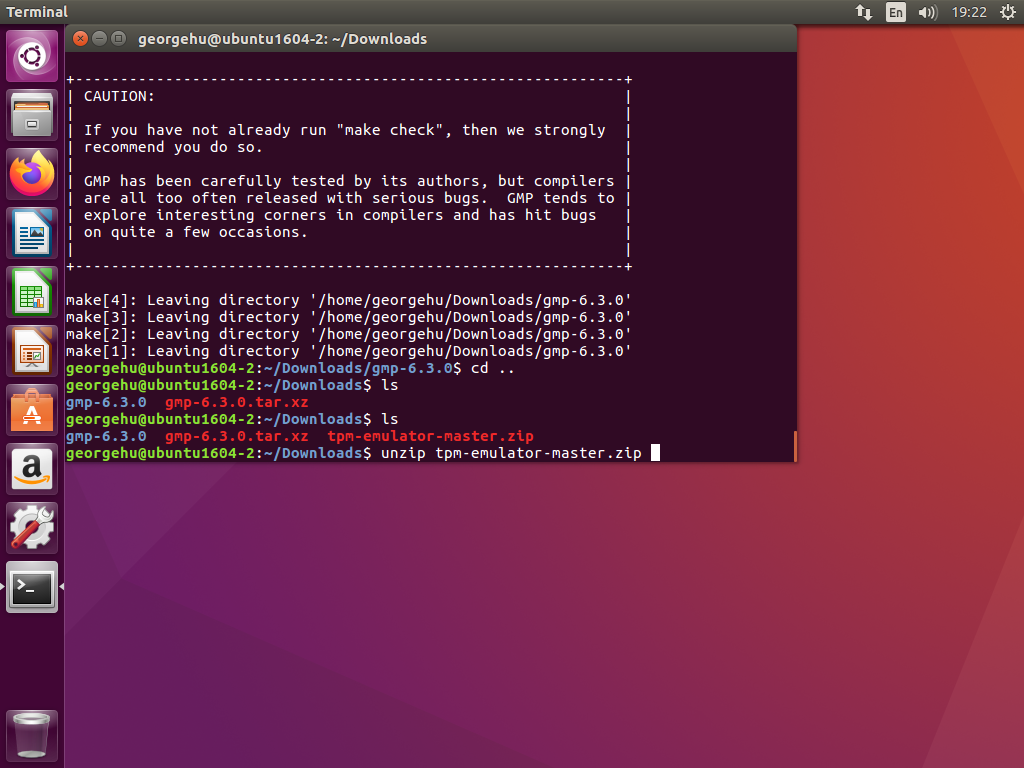 Terminal
En
19:22
georgehu@ubuntu1604-2: ~/Downloads
+-------------------------------------------------------------+
| CAUTION:                                                    |
|                                                             |
| If you have not already run "make check", then we strongly  |
| recommend you do so.                                        |
|                                                             |
| GMP has been carefully tested by its authors, but compilers |
| are all too often released with serious bugs.  GMP tends to |
| explore interesting corners in compilers and has hit bugs   |
| on quite a few occasions.                                   |
|                                                             |
+-------------------------------------------------------------+
make[4]: Leaving directory '/home/georgehu/Downloads/gmp-6.3.0'
make[3]: Leaving directory '/home/georgehu/Downloads/gmp-6.3.0'
make[2]: Leaving directory '/home/georgehu/Downloads/gmp-6.3.0'
make[1]: Leaving directory '/home/georgehu/Downloads/gmp-6.3.0'
georgehu@ubuntu1604-2:~/Downloads/gmp-6.3.0$ cd ..
georgehu@ubuntu1604-2:~/Downloads$ ls
gmp-6.3.0  gmp-6.3.0.tar.xz
georgehu@ubuntu1604-2:~/Downloads$ ls
gmp-6.3.0  gmp-6.3.0.tar.xz  tpm-emulator-master.zip
georgehu@ubuntu1604-2:~/Downloads$ unzip tpm-emulator-master.zip